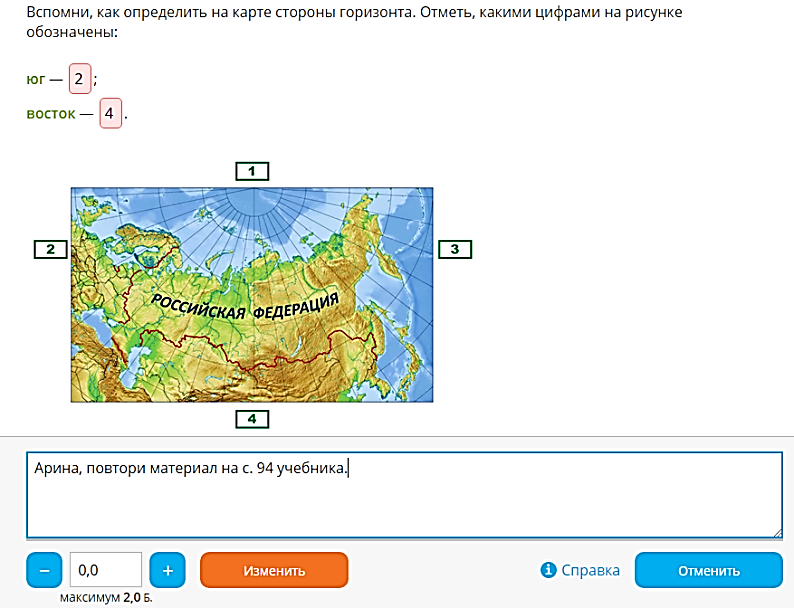 Вспомни, как определить на карте стороны горизонта. Отметь, какими цифрами на рисунке
обозначены:
юг — 2 ;
восток — 4 .
1
2
3
РОССИЙСКАЯ ФЕДЕРАЦИЯ
4
Арина, повтори материал на с. 94 учебника.
− 0,0 + Изменить i Справка Отменить
максимум 2,0 Б.